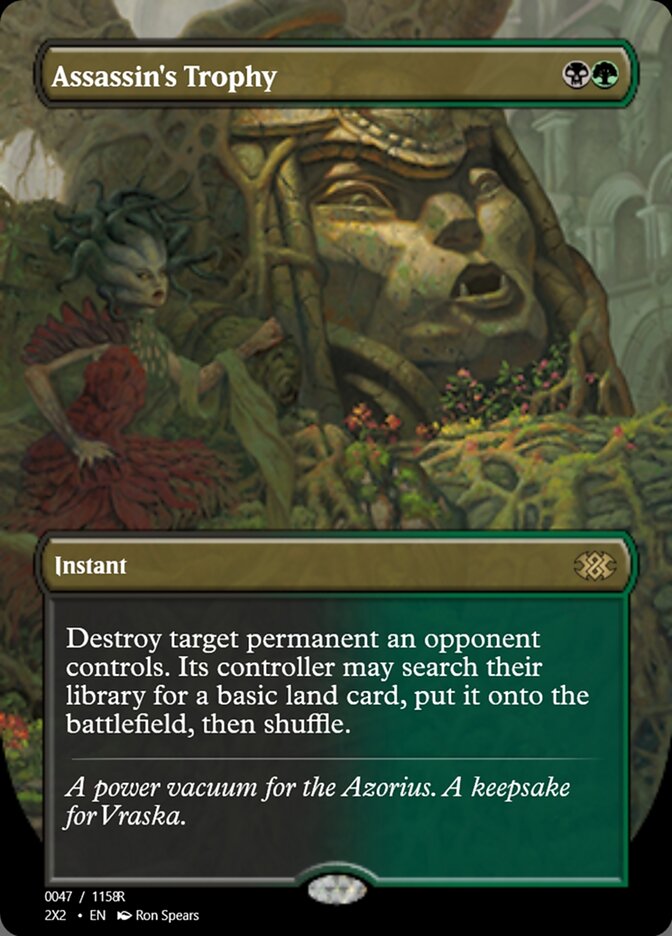 Assassin's Trophy
Instant
Destroy target permanent an opponent
controls. Its controller may search their
library for a basic land card, put it onto the
battlefield, then shuffle.
A power vacuum for the Azorius. A keepsake
for Vraska.
0047 / 1158R
2X2 • EN Ron Spears